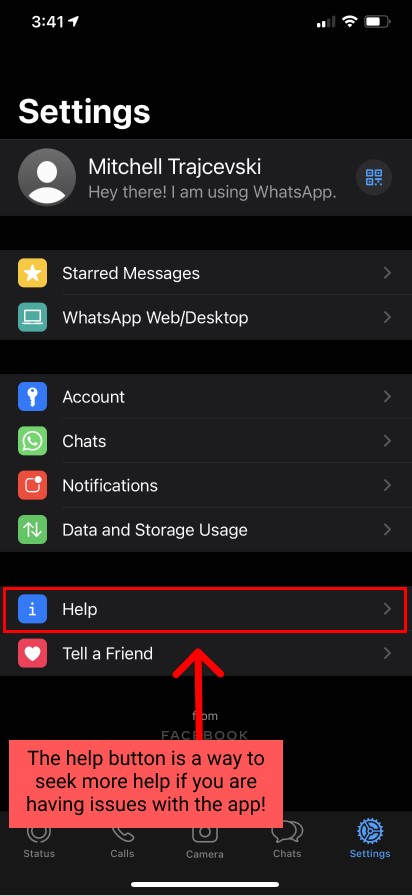 3:41
Settings
Mitchell Trajcevski
Hey there! I am using WhatsApp.
Starred Messages
WhatsApp Web/Desktop
Account
Chats
Notifications
Data and Storage Usage
i Help
Tell a Friend
from
FACEBOOK
The help button is a way to
seek more help if you are
having issues with the app!
Status Calls Camera Chats Settings